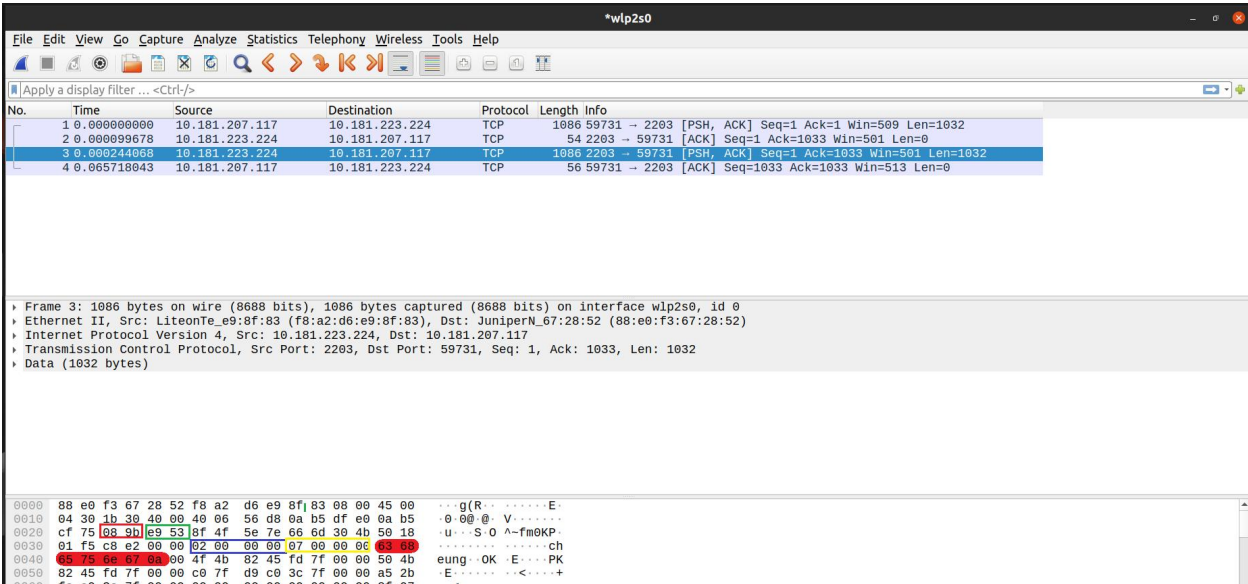 *wlp2s0
File Edit View Go Capture Analyze Statistics Telephony Wireless Tools Help
Apply a display filter … <Ctrl-/>
No. Time Source Destination Protocol Length Info
1 0.000000000 10.181.207.117 10.181.223.224 TCP 1086 59731 → 2203 [PSH, ACK] Seq=1 Ack=1 Win=509 Len=1032
2 0.000099678 10.181.223.224 10.181.207.117 TCP 54 2203 → 59731 [ACK] Seq=1 Ack=1033 Win=501 Len=0
3 0.000244068 10.181.223.224 10.181.207.117 TCP 1086 2203 → 59731 [PSH, ACK] Seq=1 Ack=1033 Win=501 Len=1032
4 0.065718043 10.181.207.117 10.181.223.224 TCP 56 59731 → 2203 [ACK] Seq=1033 Ack=1033 Win=513 Len=0
Frame 3: 1086 bytes on wire (8688 bits), 1086 bytes captured (8688 bits) on interface wlp2s0, id 0
Ethernet II, Src: LiteonTe_e9:8f:83 (f8:a2:d6:e9:8f:83), Dst: JuniperN_67:28:52 (88:e0:f3:67:28:52)
Internet Protocol Version 4, Src: 10.181.223.224, Dst: 10.181.207.117
Transmission Control Protocol, Src Port: 2203, Dst Port: 59731, Seq: 1, Ack: 1033, Len: 1032
Data (1032 bytes)
0000 88 e0 f3 67 28 52 f8 a2 d6 e9 8f 83 08 00 45 00 ···g(R·· ······E·
0010 04 30 1b 30 40 00 40 06 56 d8 0a b5 df e0 0a b5 ·0·0@·@· V·······
0020 cf 75 08 9b e9 53 8f 4f 5e 7e 66 6d 30 4b 50 18 ·u···S·O ^~fm0KP·
0030 01 f5 c8 e2 00 00 02 00 00 00 07 00 00 00 63 68 ········ ······ch
0040 65 75 6e 67 0a 00 4f 4b 82 45 fd 7f 00 00 50 4b eung··OK ·E····PK
0050 82 45 fd 7f 00 00 c0 7f d9 c0 3c 7f 00 00 a5 2b ·E······ ··<····+